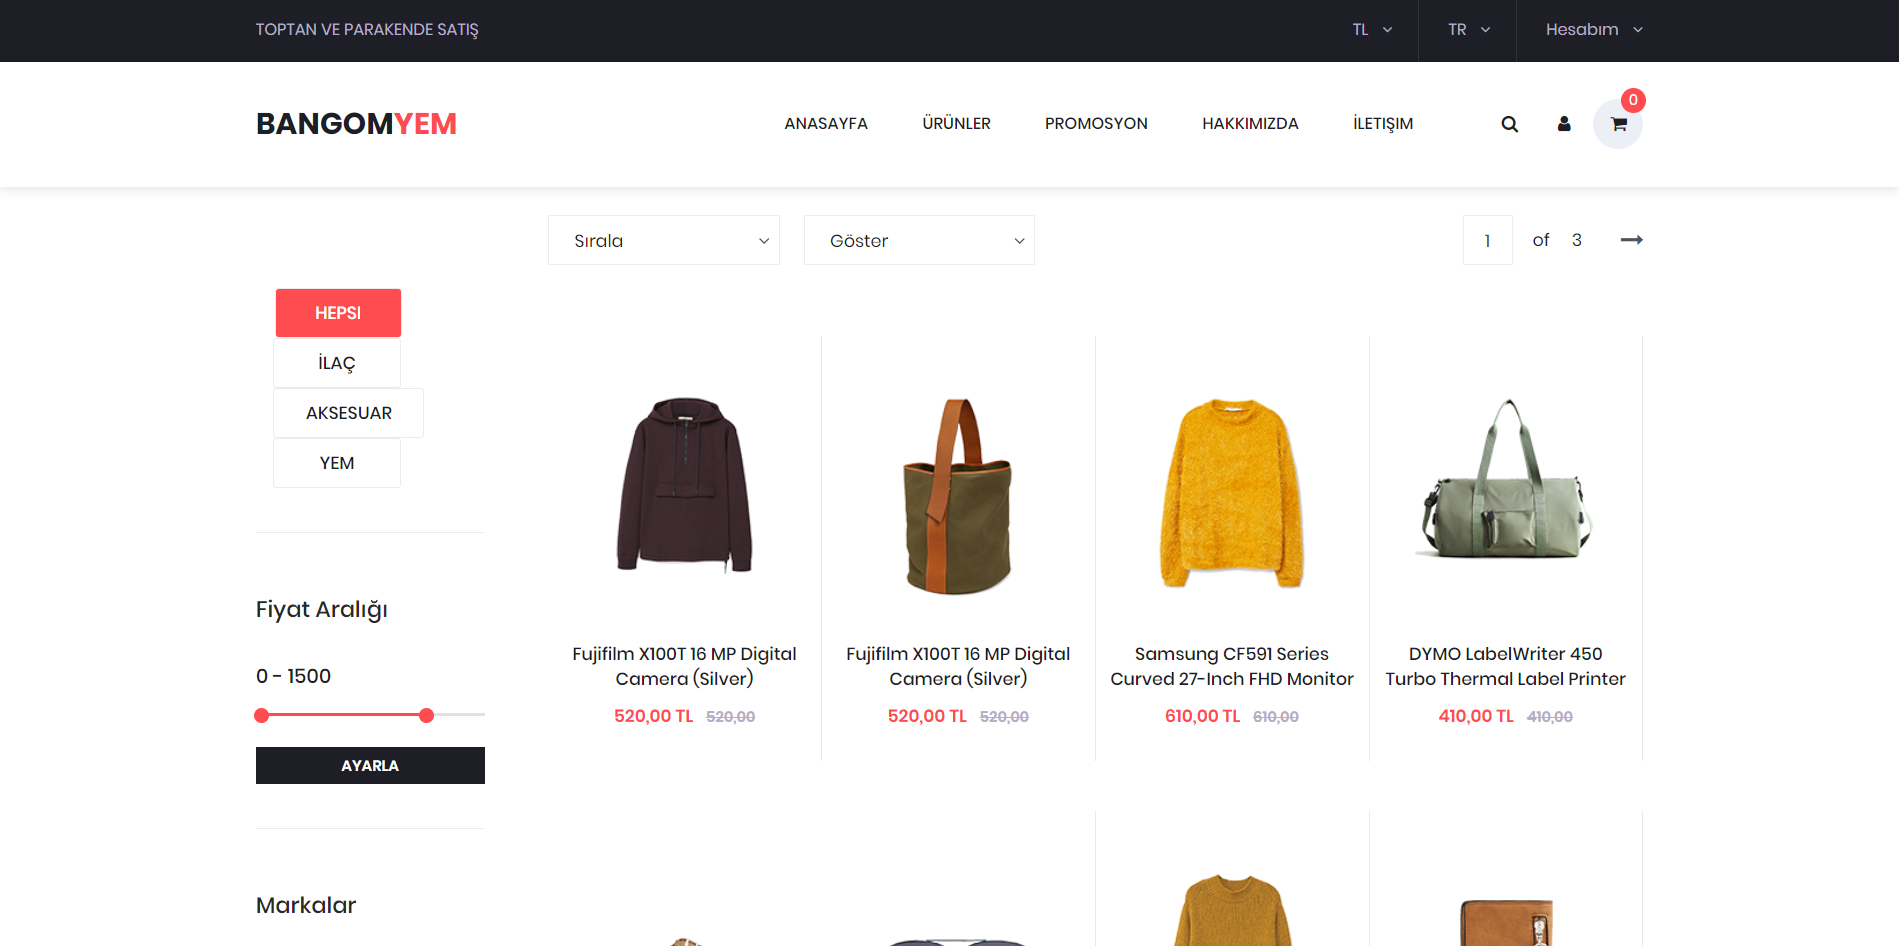 TOPTAN VE PARAKENDE SATIŞ
TL
TR
Hesabım
BANGOMYEM
ANASAYFA
ÜRÜNLER
PROMOSYON
HAKKIMIZDA
İLETIŞIM
0
Sırala
Göster
1 of 3
HEPSI
İLAÇ
AKSESUAR
YEM
Fiyat Aralığı
0 - 1500
AYARLA
Markalar
Fujifilm X100T 16 MP Digital
Camera (Silver)
520,00 TL 520,00
Fujifilm X100T 16 MP Digital
Camera (Silver)
520,00 TL 520,00
Samsung CF591 Series
Curved 27-Inch FHD Monitor
610,00 TL 610,00
DYMO LabelWriter 450
Turbo Thermal Label Printer
410,00 TL 410,00